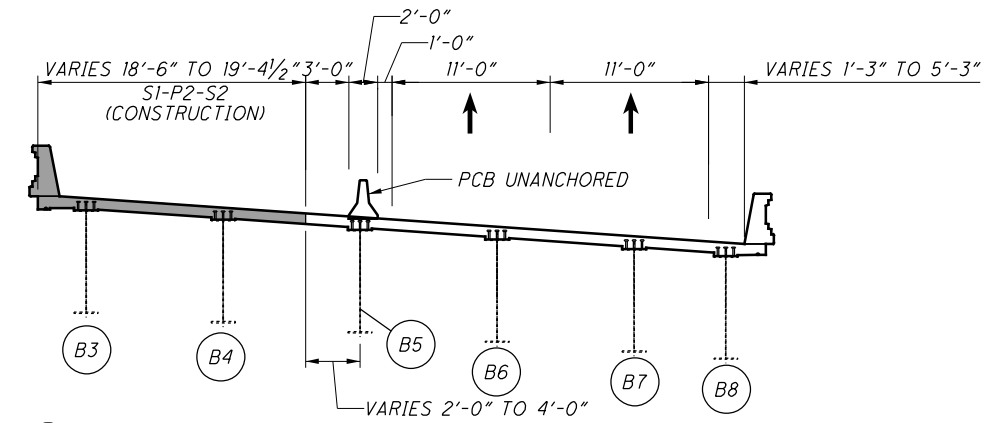 2'-0"
1'-0"
VARIES 18'-6" TO 19'-4½" 3'-0" 11'-0" 11'-0" VARIES 1'-3" TO 5'-3"
S1-P2-S2
(CONSTRUCTION)
PCB UNANCHORED
B3
B4
B5
B6
B7
B8
VARIES 2'-0" TO 4'-0"